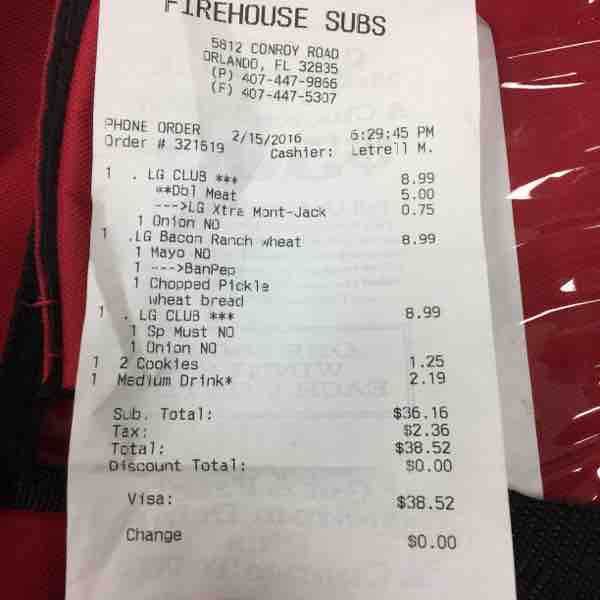 FIREHOUSE SUBS
5812 CONROY ROAD
ORLANDO, FL 32835
(P) 407-447-9866
(F) 407-447-5307
PHONE ORDER 2/15/2016 6:29:45 PM
Order # 321619 Cashier: Letrell M.
1 . LG CLUB *** 8.99
**Dbl Meat 5.00
--->LG Xtra Mont-Jack 0.75
1 Onion NO
1 .LG Bacon Ranch wheat 8.99
1 Mayo NO
1 --->BanPep
1 Chopped Pickle
wheat bread
1 . LG CLUB *** 8.99
1 Sp Must NO
1 Onion NO
1 2 Cookies 1.25
1 Medium Drink* 2.19
Sub. Total: $36.16
Tax: $2.36
Total: $38.52
Discount Total: $0.00
Visa: $38.52
Change $0.00